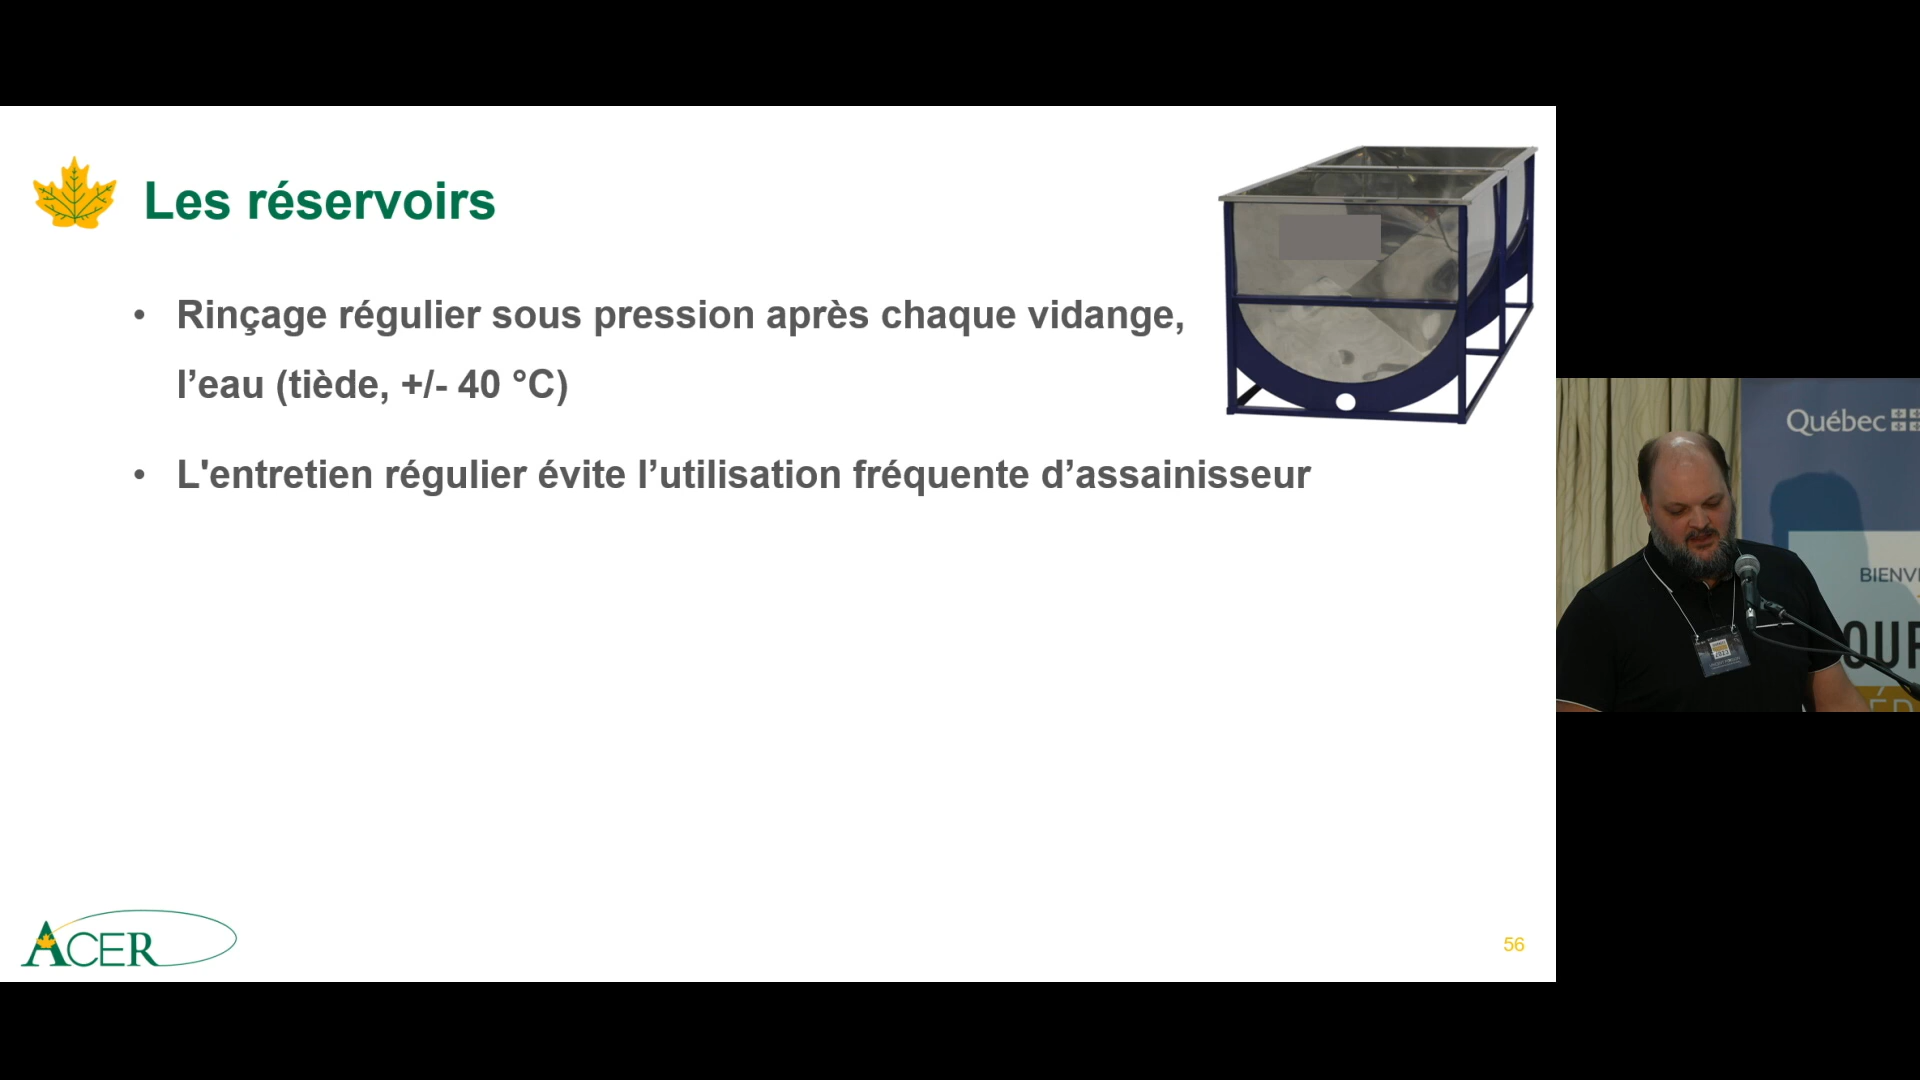 Les réservoirs
• Rinçage régulier sous pression après chaque vidange,
l’eau (tiède, +/- 40 °C)
• L'entretien régulier évite l’utilisation fréquente d’assainisseur
ACER
56
Québec
BIENV
OUR